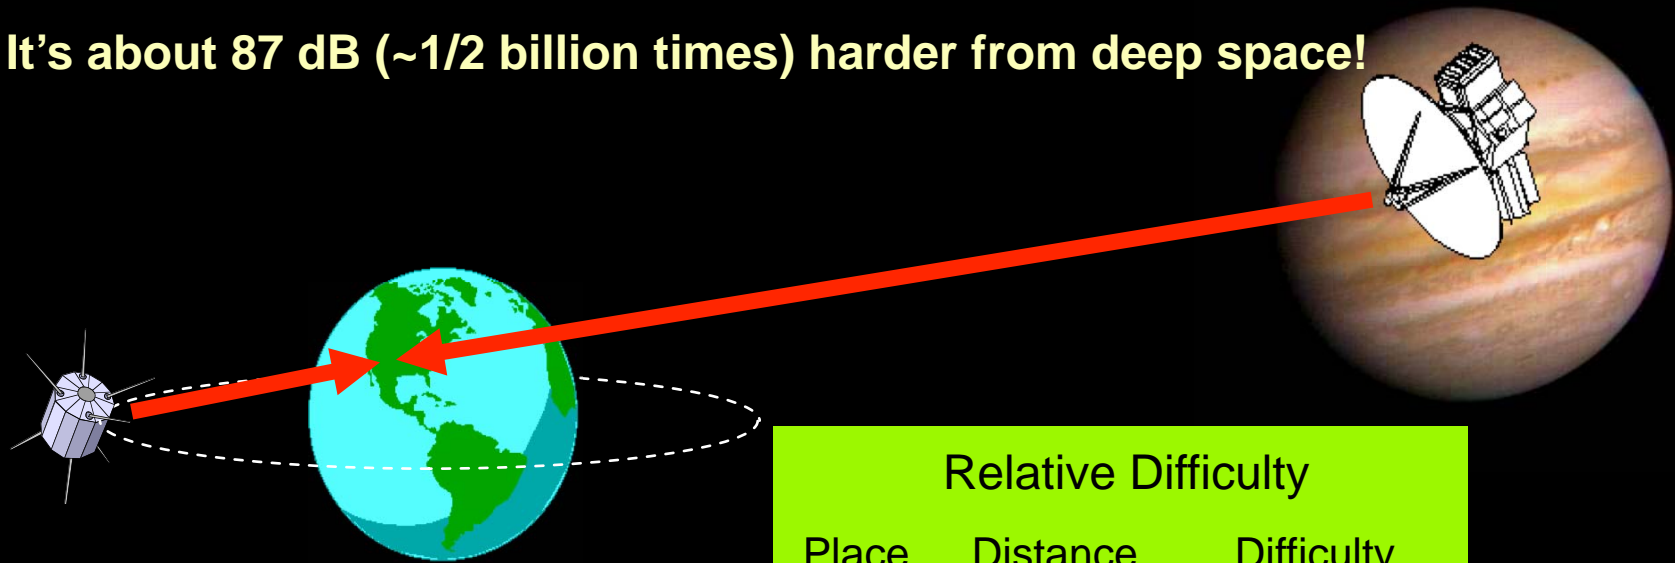 It’s about 87 dB (~1/2 billion times) harder from deep space!
Relative Difficulty
Place Distance Difficulty